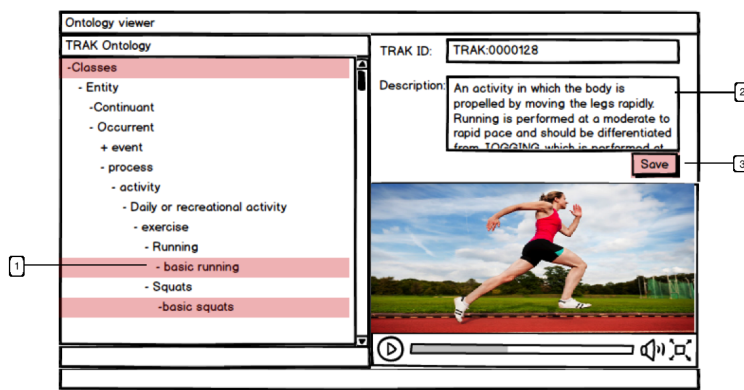 Ontology viewer
TRAK Ontology
-Classes
- Entity
-Continuant
- Occurrent
+ event
- process
- activity
- Daily or recreational activity
- exercise
- Running
- basic running
- Squats
-basic squats
1
TRAK ID: TRAK:0000128
Description: An activity in which the body is
propelled by moving the legs rapidly.
Running is performed at a moderate to
rapid pace and should be differentiated
from JOGGING, which is performed at
2
Save
3